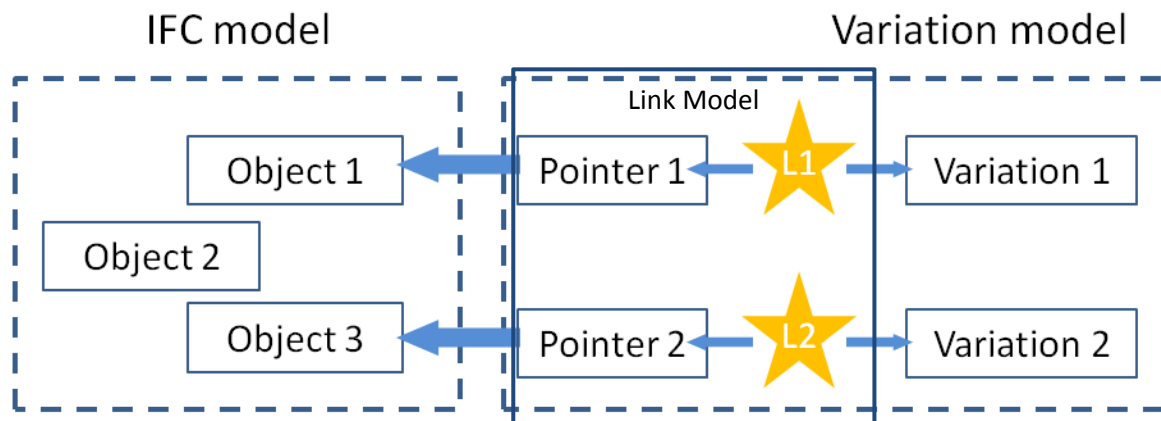 IFC model
Variation model
Link Model
Object 1
Pointer 1
L1
Variation 1
Object 2
Object 3
Pointer 2
L2
Variation 2